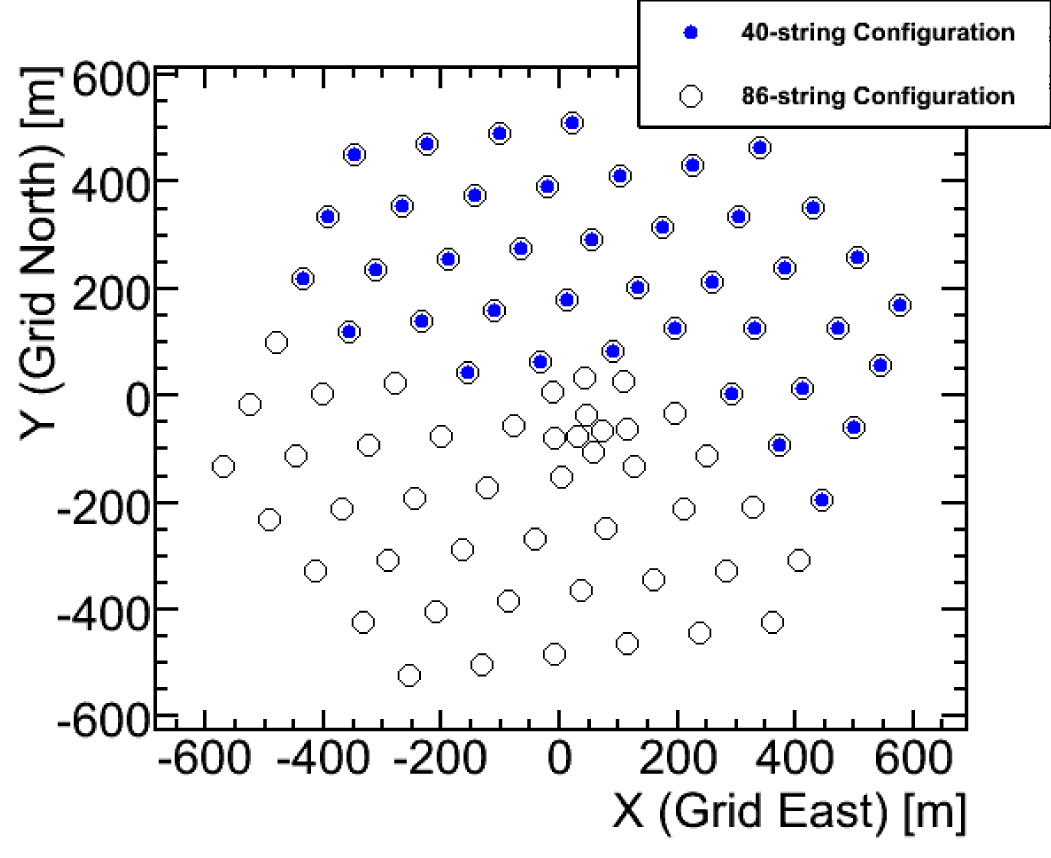 40-string Configuration
86-string Configuration
Y (Grid North) [m]
600
400
200
0
-200
-400
-600
-600 -400 -200 0 200 400 600
X (Grid East) [m]